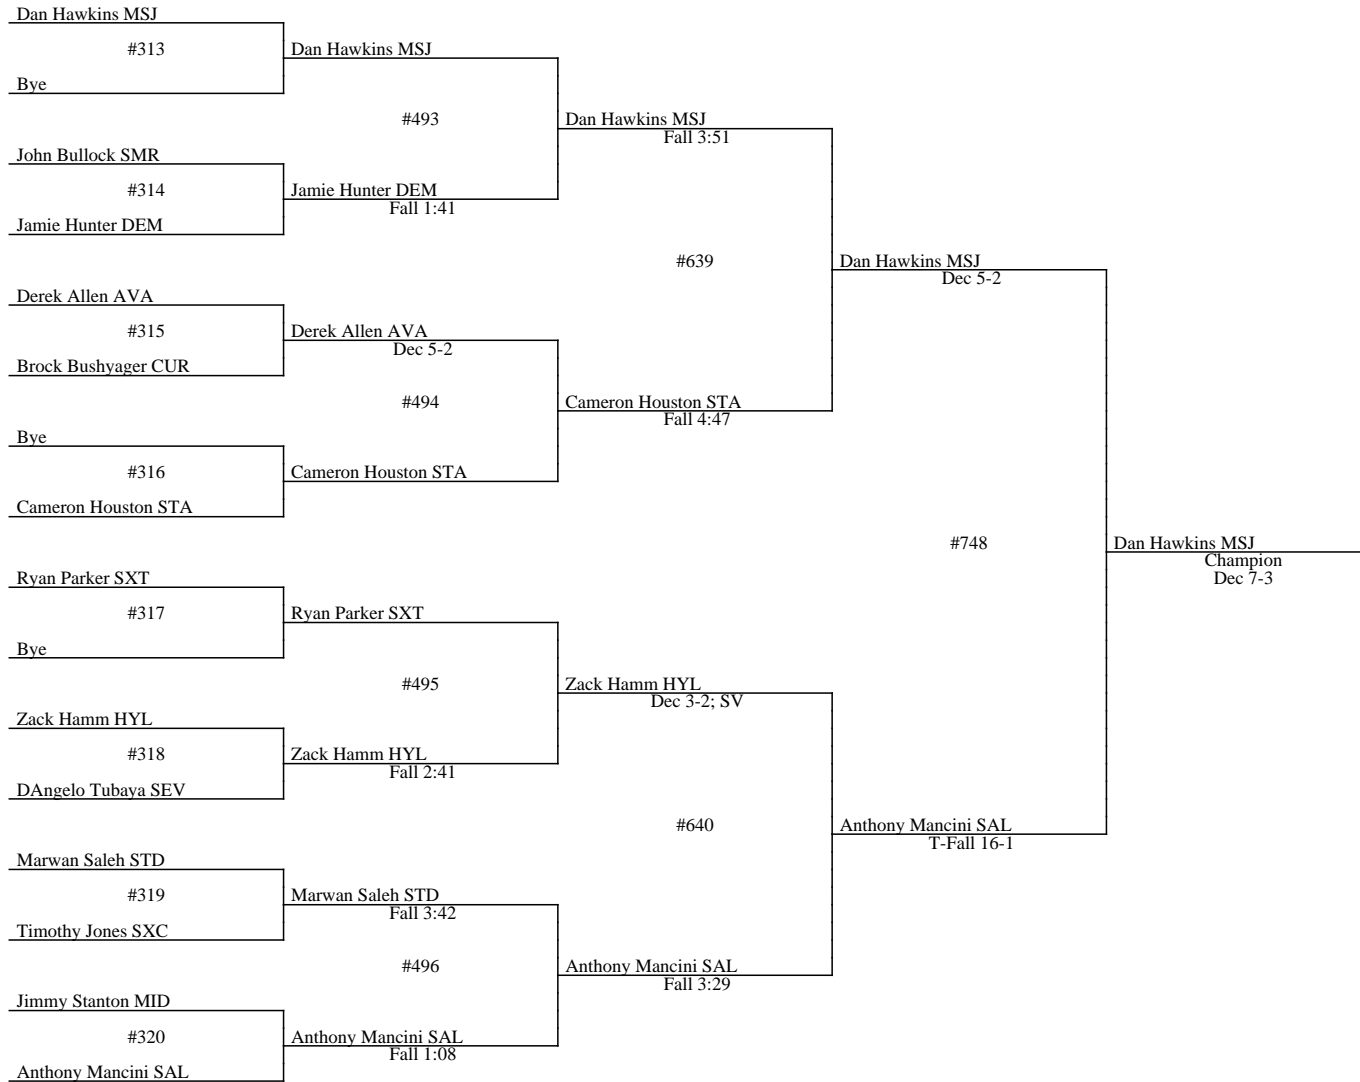 Dan Hawkins MSJ
#313
Dan Hawkins MSJ
Bye
#493
Dan Hawkins MSJ
Fall 3:51
John Bullock SMR
#314
Jamie Hunter DEM
Fall 1:41
Jamie Hunter DEM
#639
Dan Hawkins MSJ
Dec 5-2
Derek Allen AVA
#315
Derek Allen AVA
Dec 5-2
Brock Bushyager CUR
#494
Cameron Houston STA
Fall 4:47
Bye
#316
Cameron Houston STA
Cameron Houston STA
#748
Dan Hawkins MSJ
Champion
Dec 7-3
Ryan Parker SXT
#317
Ryan Parker SXT
Bye
#495
Zack Hamm HYL
Dec 3-2; SV
Zack Hamm HYL
#318
Zack Hamm HYL
Fall 2:41
DAngelo Tubaya SEV
#640
Anthony Mancini SAL
T-Fall 16-1
Marwan Saleh STD
#319
Marwan Saleh STD
Fall 3:42
Timothy Jones SXC
#496
Anthony Mancini SAL
Fall 3:29
Jimmy Stanton MID
#320
Anthony Mancini SAL
Fall 1:08
Anthony Mancini SAL